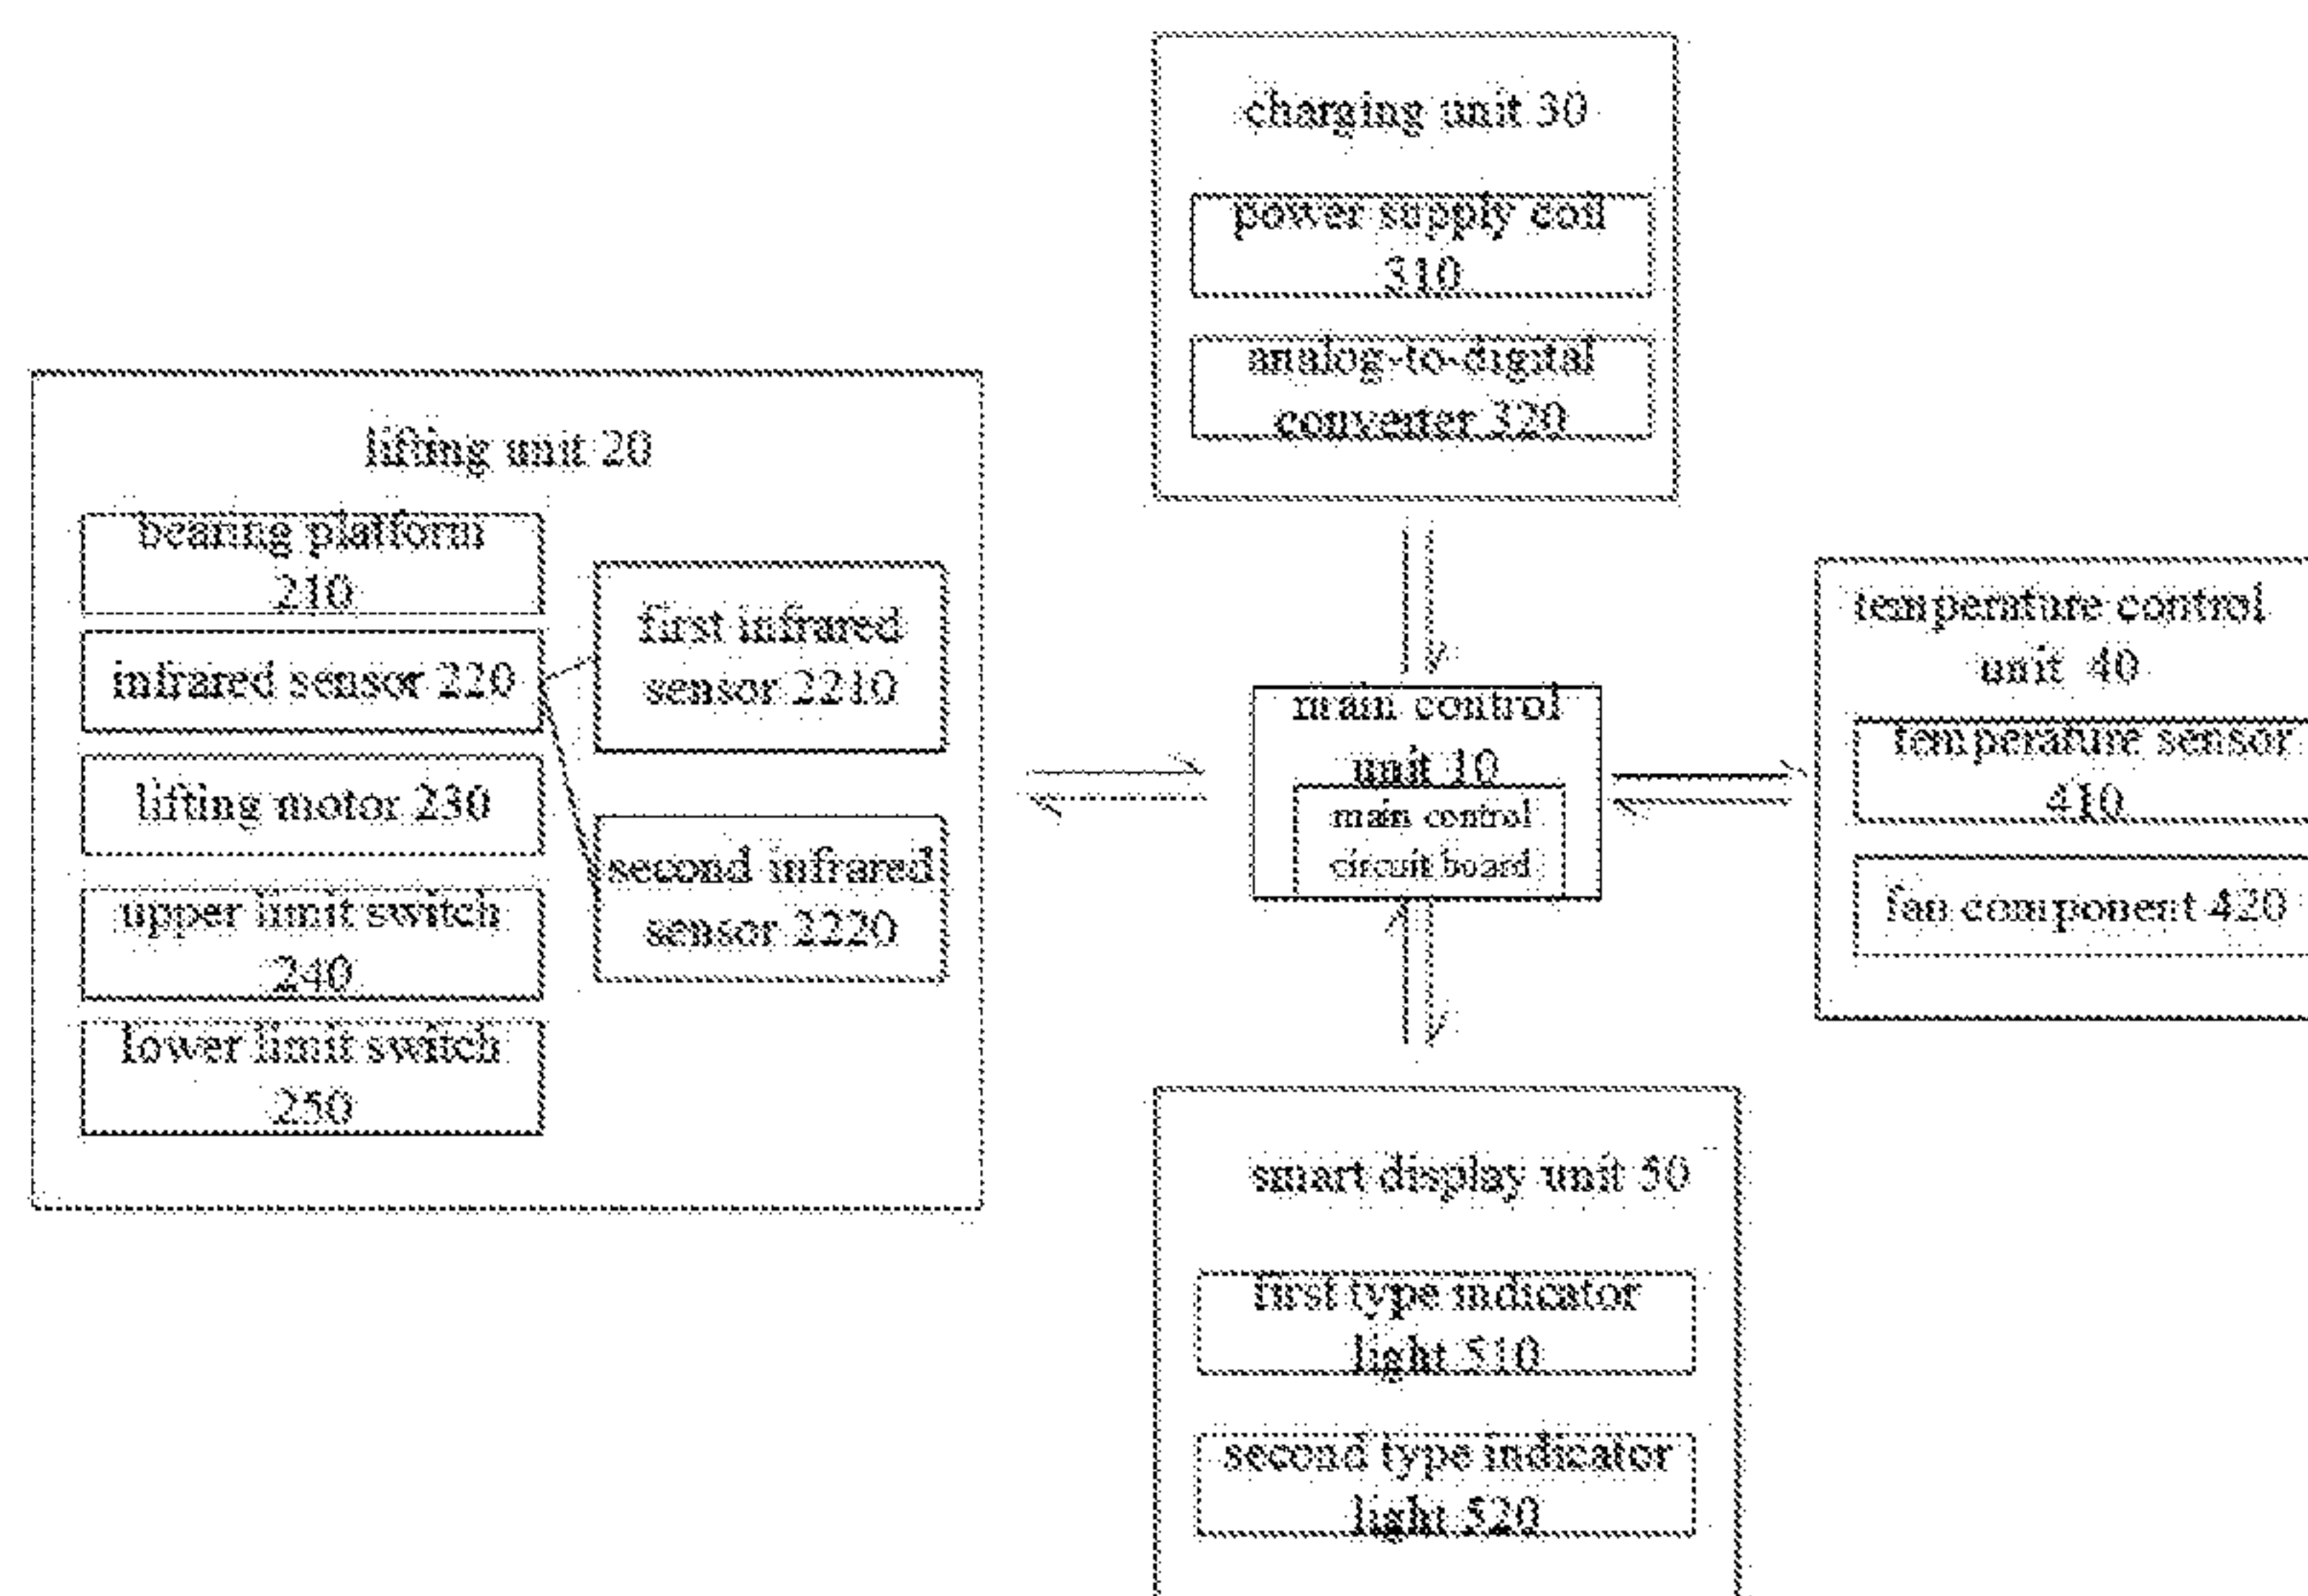 charging unit 30
power supply coil
310
analog-to-digital
converter 320
lifting unit 20
bearing platform
210
infrared sensor 220
lifting motor 230
upper limit switch
240
lower limit switch
250
first infrared
sensor 2210
second infrared
sensor 2220
main control
unit 10
main control
circuit board
temperature control
unit 40
temperature sensor
410
fan component 420
smart display unit 50
first type indicator
light 510
second type indicator
light 520